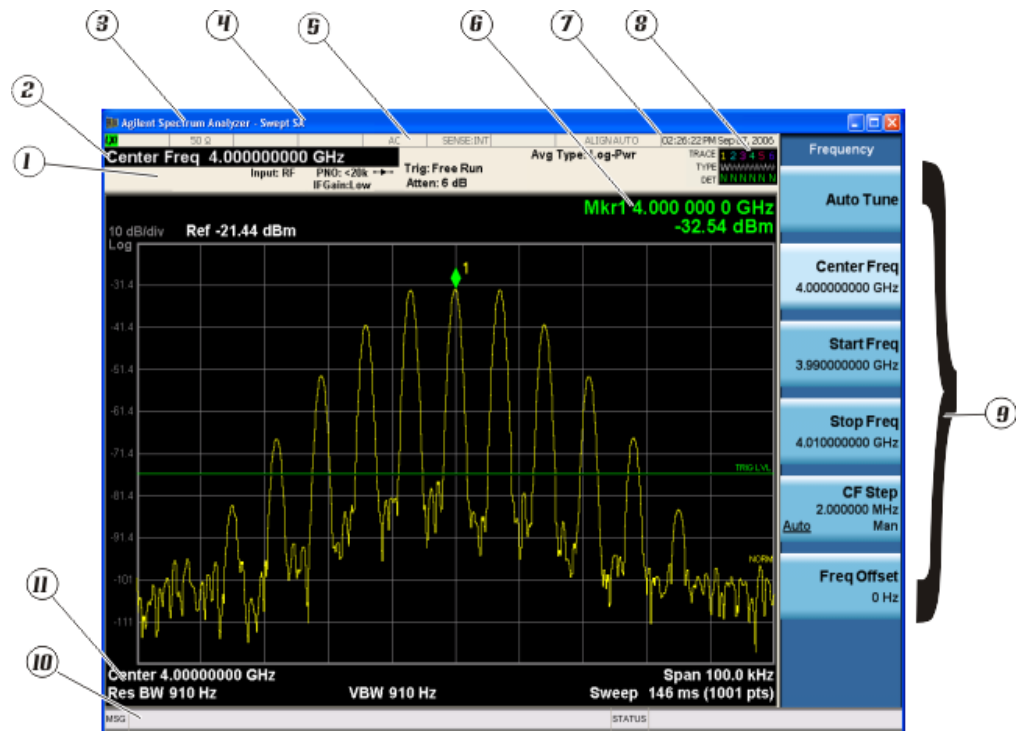 3 4 5 6 7 8
2
Agilent Spectrum Analyzer - Swept SA
50 Ω AC SENSE:INT ALIGNAUTO 02:26:22 PM Sep 07, 2006
Center Freq 4.000000000 GHz
1
Input: RF PNO: <20k Trig: Free Run Avg Type: Log-Pwr TRACE 1 2 3 4 5 6
TYPE WWWWWW
IFGain:Low Atten: 6 dB DET N N N N N N
Frequency
Auto Tune
Mkr1 4.000 000 0 GHz
-32.54 dBm
10 dB/div Ref -21.44 dBm
Log
1
Center Freq
4.000000000 GHz
-31.4
-41.4
Start Freq
3.990000000 GHz
-51.4
-61.4
9
Stop Freq
4.010000000 GHz
-71.4
TRIG LVL
-81.4
CF Step
2.000000 MHz
Auto Man
-91.4
NORM
-101
Freq Offset
0 Hz
-111
11
10
Center 4.00000000 GHz Span 100.0 kHz
Res BW 910 Hz VBW 910 Hz Sweep 146 ms (1001 pts)
MSG STATUS